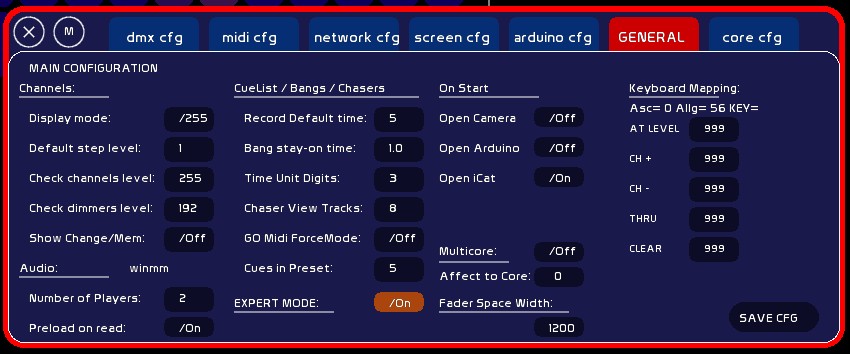 X M dmx cfg midi cfg network cfg screen cfg arduino cfg GENERAL core cfg
MAIN CONFIGURATION
Channels:
Display mode: /255
Default step level: 1
Check channels level: 255
Check dimmers level: 192
Show Change/Mem: /Off
Audio: winmm
Number of Players: 2
Preload on read: /On
CueList / Bangs / Chasers
Record Default time: 5
Bang stay-on time: 1.0
Time Unit Digits: 3
Chaser View Tracks: 8
GO Midi ForceMode: /Off
Cues in Preset: 5
EXPERT MODE: /On
On Start
Open Camera /Off
Open Arduino /Off
Open iCat /On
Multicore: /Off
Affect to Core: 0
Fader Space Width:
1200
Keyboard Mapping:
Asc= 0 Allg= 56 KEY=
AT LEVEL 999
CH + 999
CH - 999
THRU 999
CLEAR 999
SAVE CFG